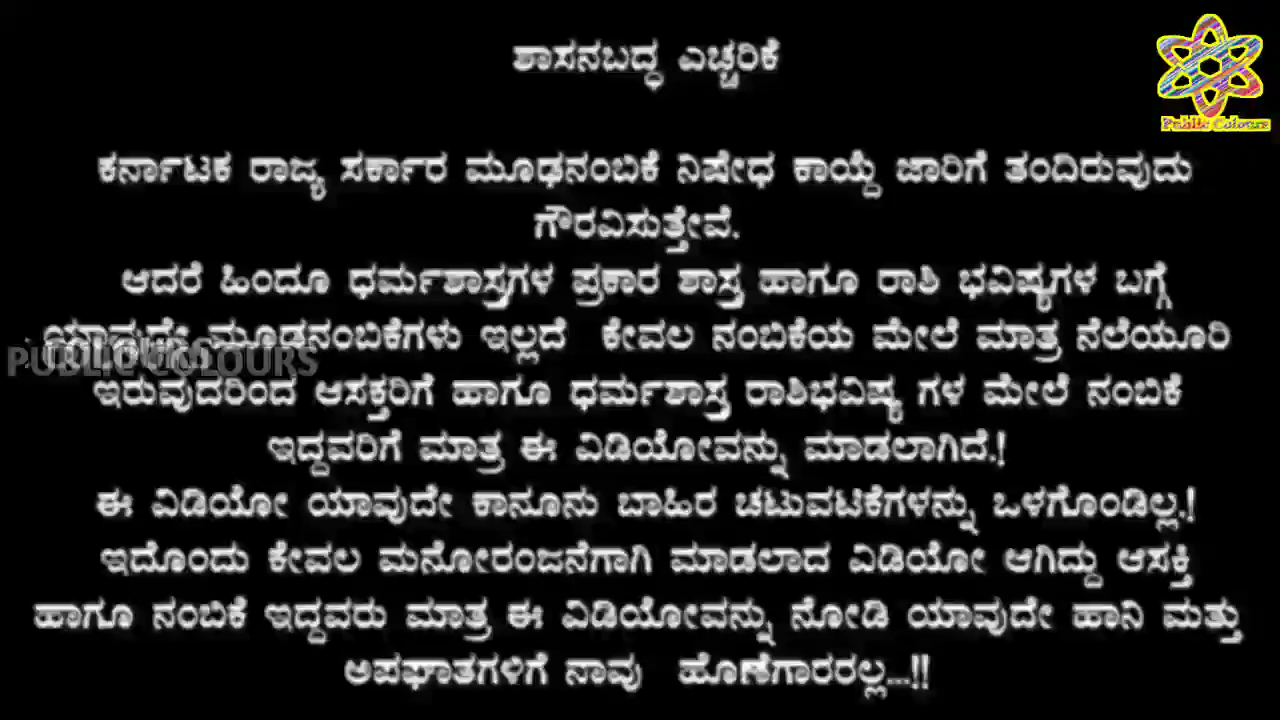 Public Colours
ಶಾಸನಬದ್ಧ ಎಚ್ಚರಿಕೆ
ಕರ್ನಾಟಕ ರಾಜ್ಯ ಸರ್ಕಾರ ಮೂಢನಂಬಿಕೆ ನಿಷೇಧ ಕಾಯ್ದೆ ಜಾರಿಗೆ ತಂದಿರುವುದು
ಗೌರವಿಸುತ್ತೇವೆ.
ಆದರೆ ಹಿಂದೂ ಧರ್ಮಶಾಸ್ತ್ರಗಳ ಪ್ರಕಾರ ಶಾಸ್ತ್ರ ಹಾಗೂ ರಾಶಿ ಭವಿಷ್ಯಗಳ ಬಗ್ಗೆ
ಯಾವುದೇ ಮೂಢನಂಬಿಕೆಗಳು ಇಲ್ಲದೆ ಕೇವಲ ನಂಬಿಕೆಯ ಮೇಲೆ ಮಾತ್ರ ನೆಲೆಯೂರಿ
PUBLIC COLOURS
ಇರುವುದರಿಂದ ಆಸಕ್ತರಿಗೆ ಹಾಗೂ ಧರ್ಮಶಾಸ್ತ್ರ ರಾಶಿಭವಿಷ್ಯ ಗಳ ಮೇಲೆ ನಂಬಿಕೆ
ಇದ್ದವರಿಗೆ ಮಾತ್ರ ಈ ವಿಡಿಯೋವನ್ನು ಮಾಡಲಾಗಿದೆ.!
ಈ ವಿಡಿಯೋ ಯಾವುದೇ ಕಾನೂನು ಬಾಹಿರ ಚಟುವಟಿಕೆಗಳನ್ನು ಒಳಗೊಂಡಿಲ್ಲ.!
ಇದೊಂದು ಕೇವಲ ಮನೋರಂಜನೆಗಾಗಿ ಮಾಡಲಾದ ವಿಡಿಯೋ ಆಗಿದ್ದು ಆಸಕ್ತಿ
ಹಾಗೂ ನಂಬಿಕೆ ಇದ್ದವರು ಮಾತ್ರ ಈ ವಿಡಿಯೋವನ್ನು ನೋಡಿ ಯಾವುದೇ ಹಾನಿ ಮತ್ತು
ಅಪಘಾತಗಳಿಗೆ ನಾವು ಹೊಣೆಗಾರರಲ್ಲ...!!